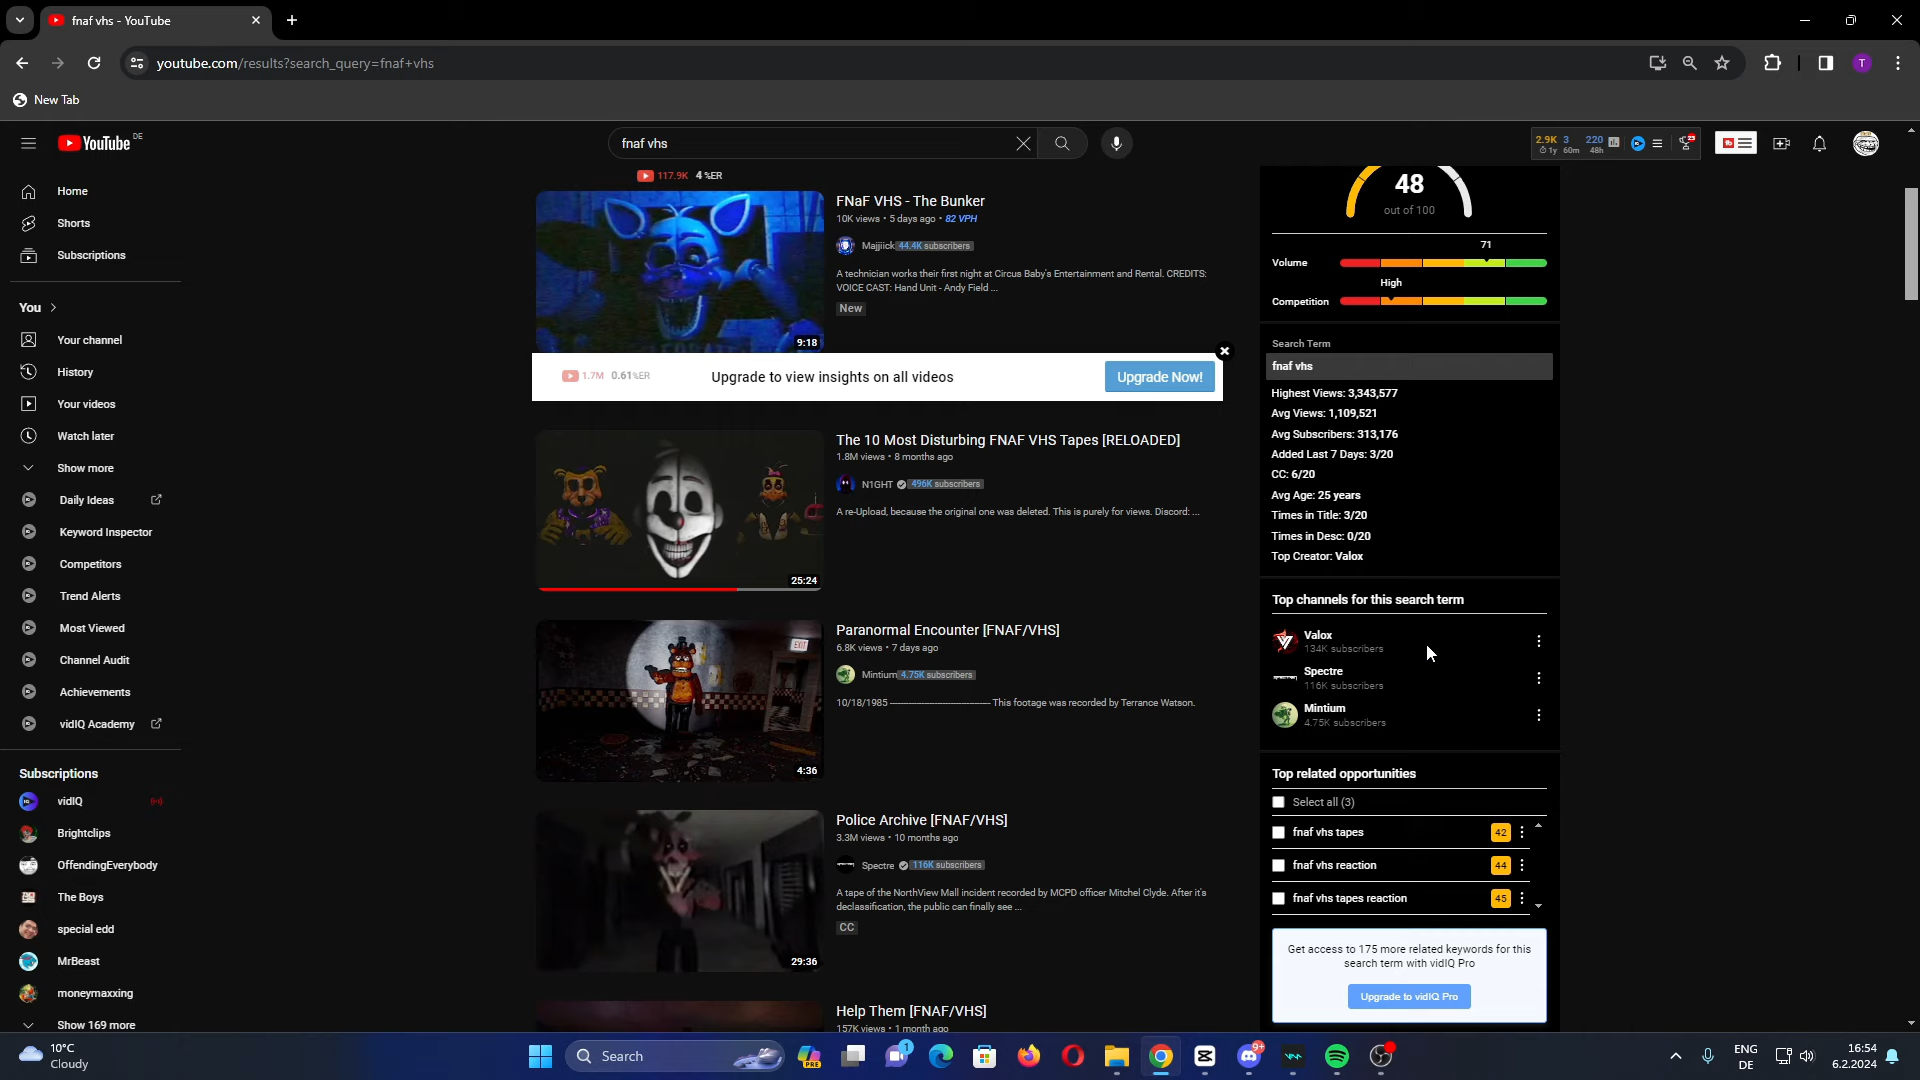 fnaf vhs - YouTube
youtube.com/results?search_query=fnaf+vhs
T
New Tab
YouTube DE
fnaf vhs
2.9K 3 220
1y 60m 48h
23
Home
Shorts
Subscriptions
You
Your channel
History
Your videos
Watch later
Show more
Daily Ideas
Keyword Inspector
Competitors
Trend Alerts
Most Viewed
Channel Audit
Achievements
vidIQ Academy
Subscriptions
vidIQ
Brightclips
OffendingEverybody
The Boys
special edd
MrBeast
moneymaxxing
Show 169 more
117.9K 4 %ER
9:18
FNaF VHS - The Bunker
10K views • 5 days ago • 82 VPH
Majjiick 44.4K subscribers
A technician works their first night at Circus Baby's Entertainment and Rental. CREDITS:
VOICE CAST: Hand Unit - Andy Field ...
New
1.7M 0.61%ER
Upgrade to view insights on all videos
Upgrade Now!
25:24
The 10 Most Disturbing FNAF VHS Tapes [RELOADED]
1.8M views • 8 months ago
N1GHT 496K subscribers
A re-Upload, because the original one was deleted. This is purely for views. Discord: ...
EXIT
4:36
Paranormal Encounter [FNAF/VHS]
6.8K views • 7 days ago
Mintium 4.75K subscribers
10/18/1985 ------------------------------------ This footage was recorded by Terrance Watson.
29:36
Police Archive [FNAF/VHS]
3.3M views • 10 months ago
Spectre 116K subscribers
A tape of the NorthView Mall incident recorded by MCPD officer Mitchel Clyde. After it's
declassification, the public can finally see ...
CC
Help Them [FNAF/VHS]
157K views • 1 month ago
48
out of 100
71
Volume
High
Competition
Search Term
fnaf vhs
Highest Views: 3,343,577
Avg Views: 1,109,521
Avg Subscribers: 313,176
Added Last 7 Days: 3/20
CC: 6/20
Avg Age: 25 years
Times in Title: 3/20
Times in Desc: 0/20
Top Creator: Valox
Top channels for this search term
Valox
134K subscribers
Spectre
116K subscribers
Mintium
4.75K subscribers
Top related opportunities
Select all (3)
fnaf vhs tapes 42
fnaf vhs reaction 44
fnaf vhs tapes reaction 45
Get access to 175 more related keywords for this
search term with vidIQ Pro
Upgrade to vidIQ Pro
10°C
Cloudy
Search
PRE
1
9+
ENG
DE
16:54
6.2.2024